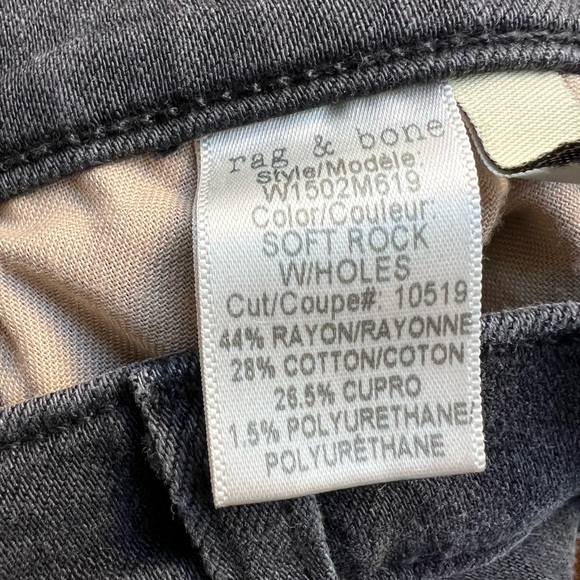 rag & bone
Style/Modèle:
W1502M619
Color/Couleur:
SOFT ROCK
W/HOLES
Cut/Coupe#: 10519
44% RAYON/RAYONNE
28% COTTON/COTON
26.5% CUPRO
1.5% POLYURETHANE/
POLYURÉTHANE